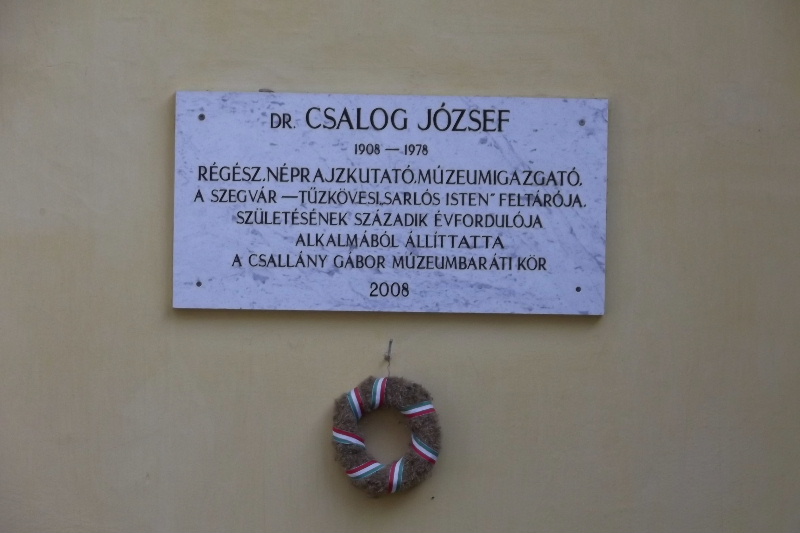 DR. CSALOG JÓZSEF
1908 — 1978
RÉGÉSZ, NÉPRAJZKUTATÓ, MÚZEUMIGAZGATÓ,
A SZEGVÁR — TŰZKÖVESI „SARLÓS ISTEN" FELTÁRÓJA.
SZÜLETÉSÉNEK SZÁZADIK ÉVFORDULÓJA
ALKALMÁBÓL ÁLLÍTTATTA
A CSALLÁNY GÁBOR MÚZEUMBARÁTI KÖR
2008